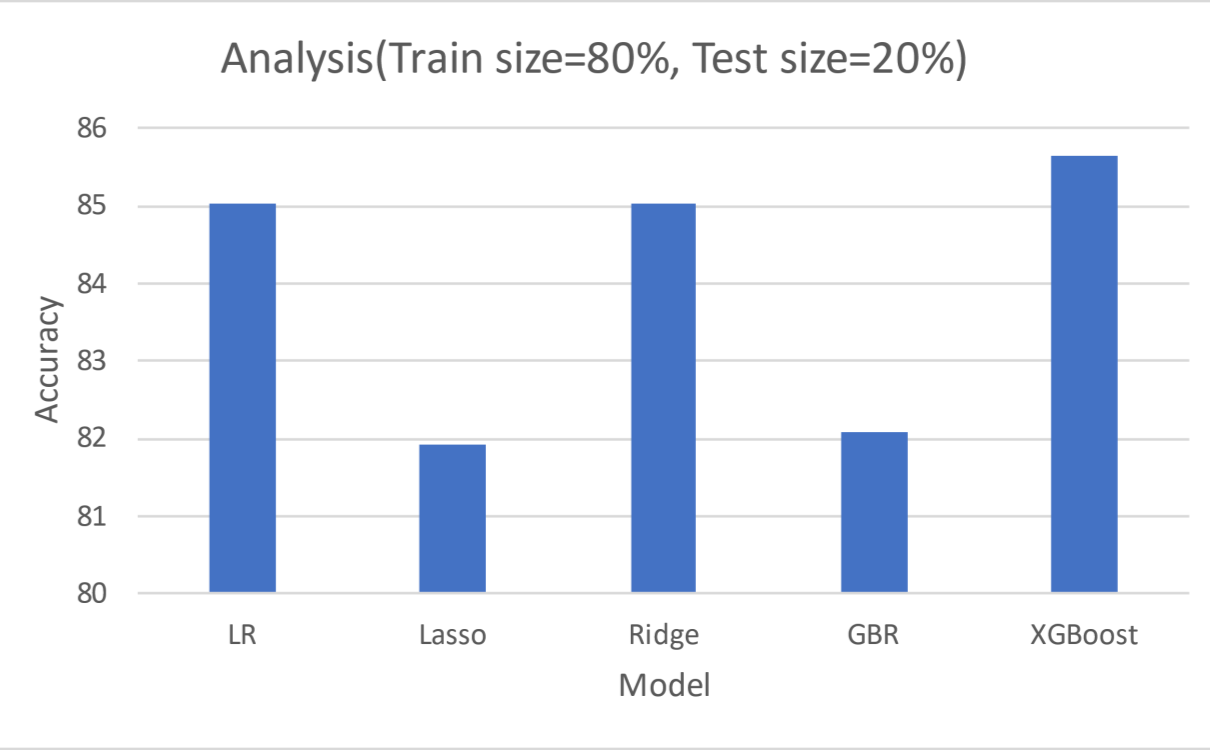 Analysis(Train size=80%, Test size=20%)
86
85
84
83
82
81
80
Accuracy
LR Lasso Ridge GBR XGBoost
Model